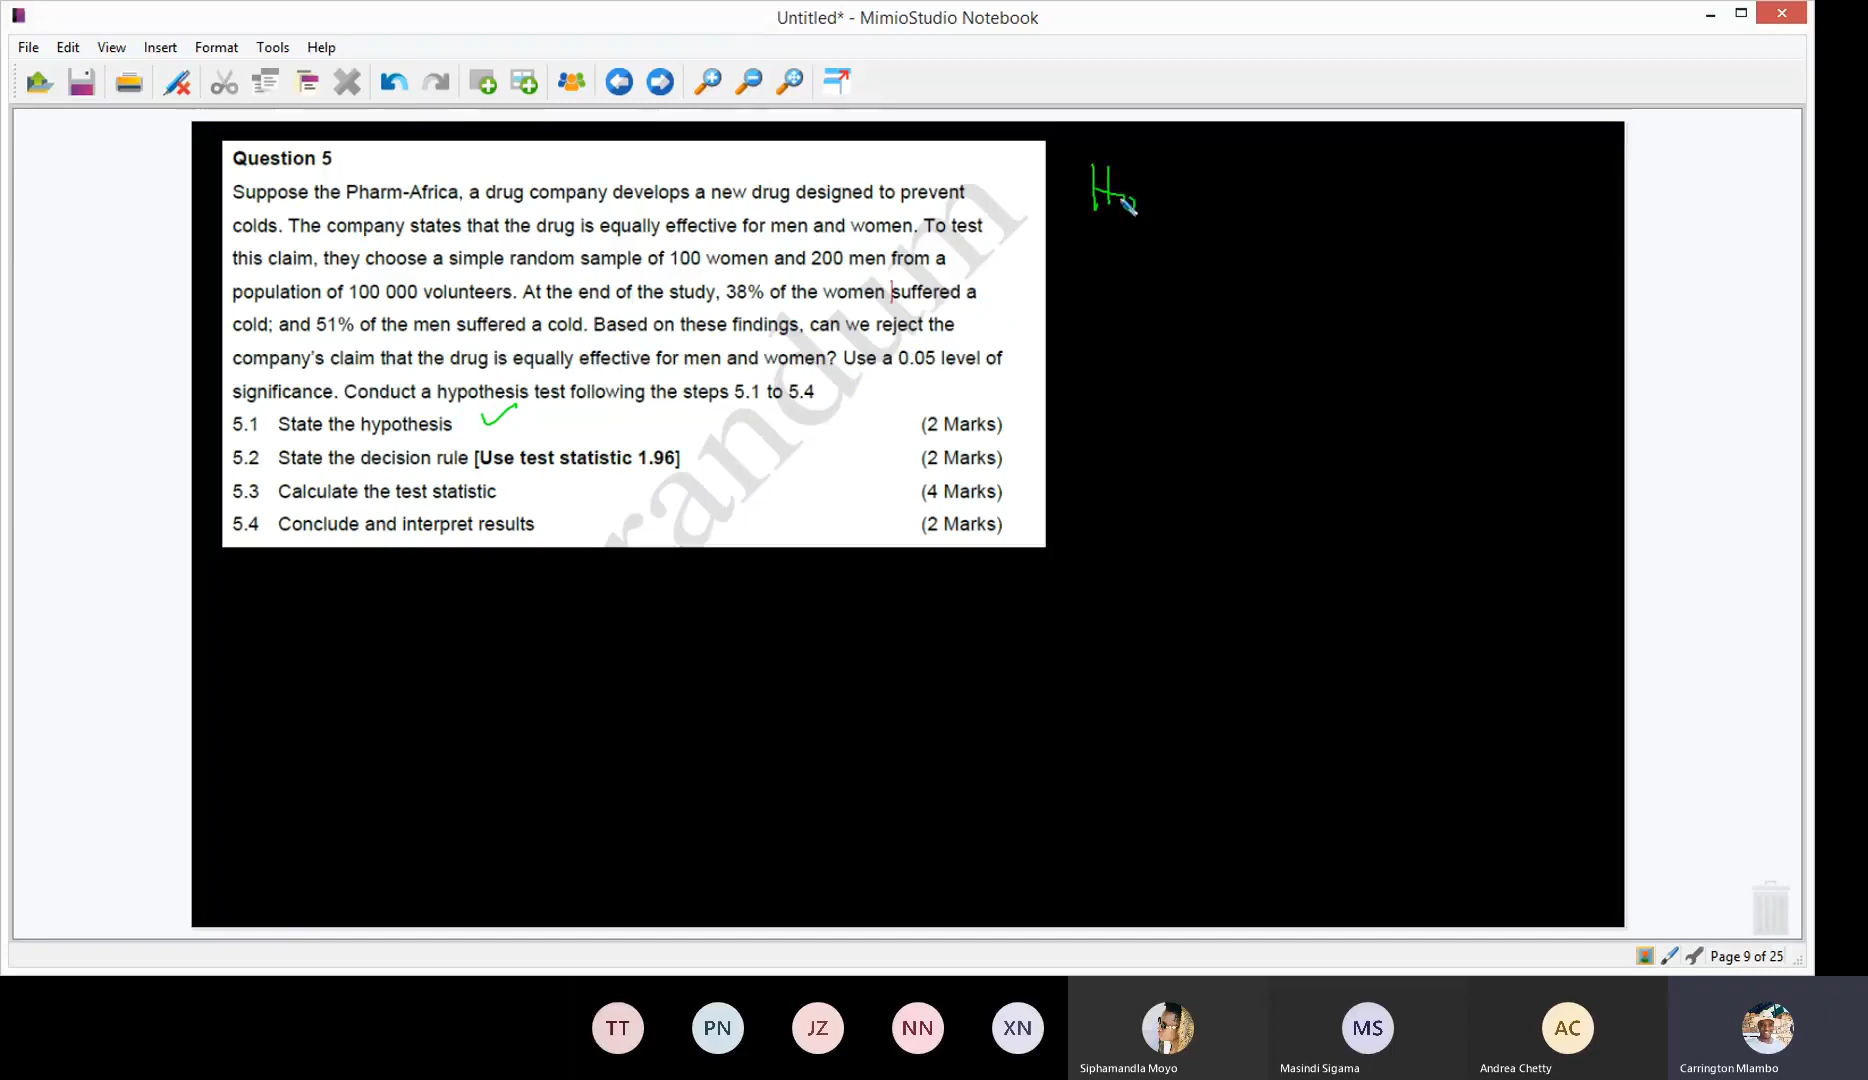 Untitled* - MimioStudio Notebook
File Edit View Insert Format Tools Help
Question 5
Suppose the Pharm-Africa, a drug company develops a new drug designed to prevent
colds. The company states that the drug is equally effective for men and women. To test
this claim, they choose a simple random sample of 100 women and 200 men from a
population of 100 000 volunteers. At the end of the study, 38% of the women suffered a
cold; and 51% of the men suffered a cold. Based on these findings, can we reject the
company's claim that the drug is equally effective for men and women? Use a 0.05 level of
significance. Conduct a hypothesis test following the steps 5.1 to 5.4
5.1 State the hypothesis (2 Marks)
5.2 State the decision rule [Use test statistic 1.96] (2 Marks)
5.3 Calculate the test statistic (4 Marks)
5.4 Conclude and interpret results (2 Marks)
randum
H₀
Page 9 of 25
TT PN JZ NN XN MS AC
Siphamandla Moyo Masindi Sigama Andrea Chetty Carrington Mlambo